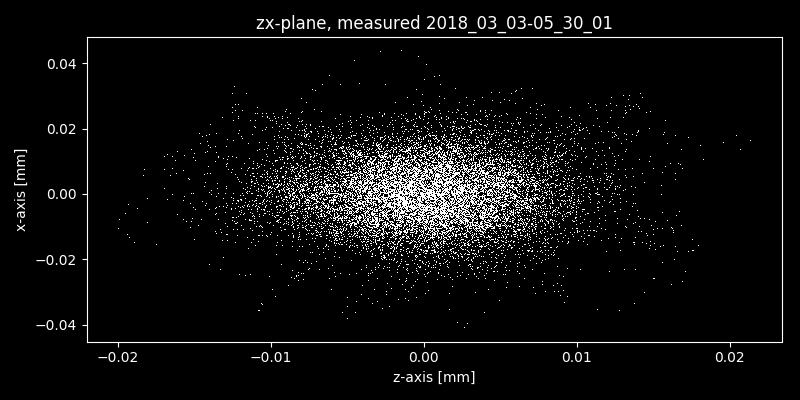 zx-plane, measured 2018_03_03-05_30_01
0.04
0.02
0.00
−0.02
−0.04
x-axis [mm]
−0.02 −0.01 0.00 0.01 0.02
z-axis [mm]